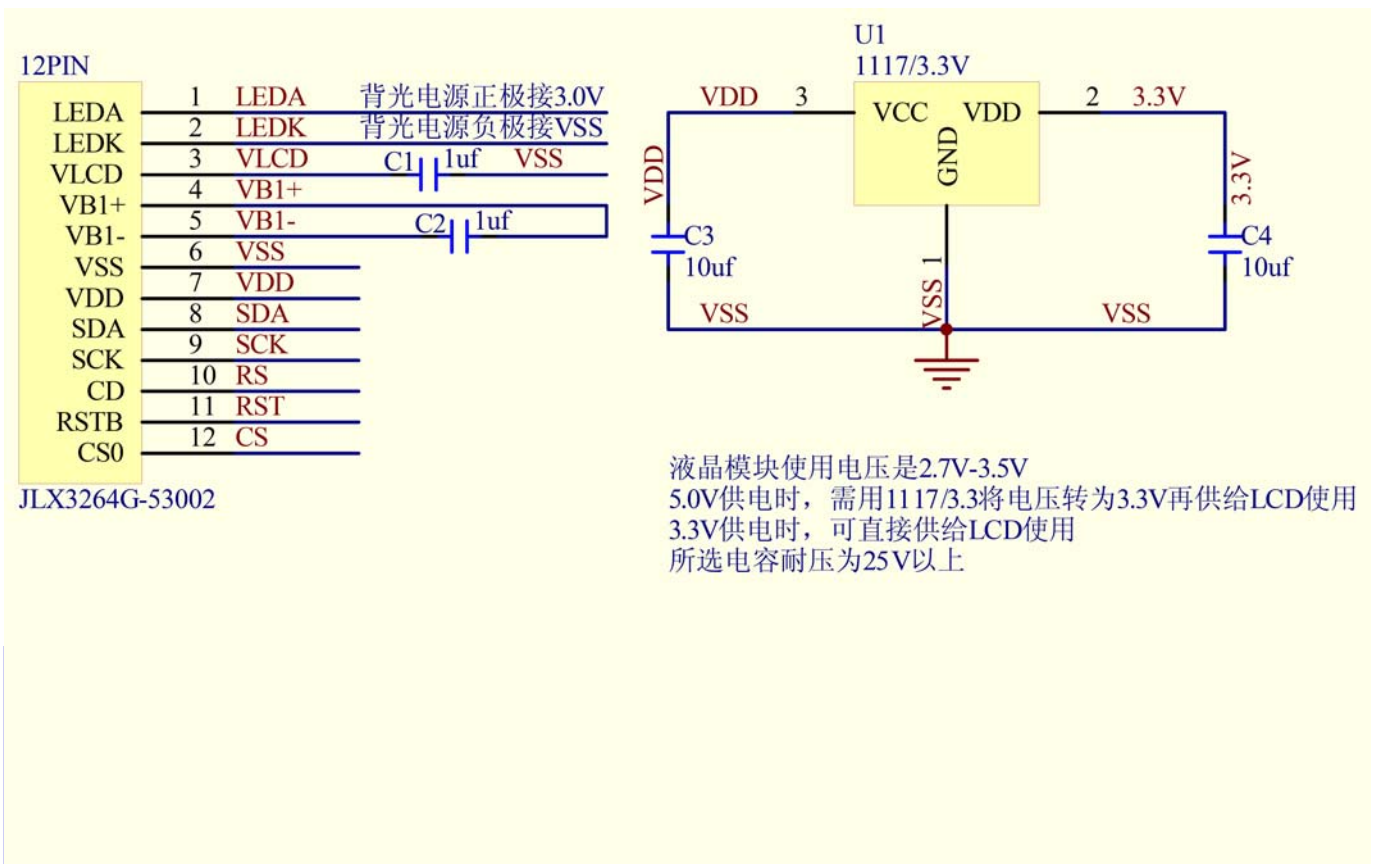 12PIN
LEDA 1 LEDA 背光电源正极接3.0V
LEDK 2 LEDK 背光电源负极接VSS
VLCD 3 VLCD C1 1uf VSS
VB1+ 4 VB1+
VB1- 5 VB1- C2 1uf
VSS 6 VSS
VDD 7 VDD
SDA 8 SDA
SCK 9 SCK
CD 10 RS
RSTB 11 RST
CS0 12 CS
JLX3264G-53002
U1
1117/3.3V
VDD 3 VCC VDD 2 3.3V
GND
VDD
3.3V
C3
10uf
C4
10uf
1
VSS
VSS
VSS
液晶模块使用电压是2.7V-3.5V
5.0V供电时，需用1117/3.3将电压转为3.3V再供给LCD使用
3.3V供电时，可直接供给LCD使用
所选电容耐压为25V以上